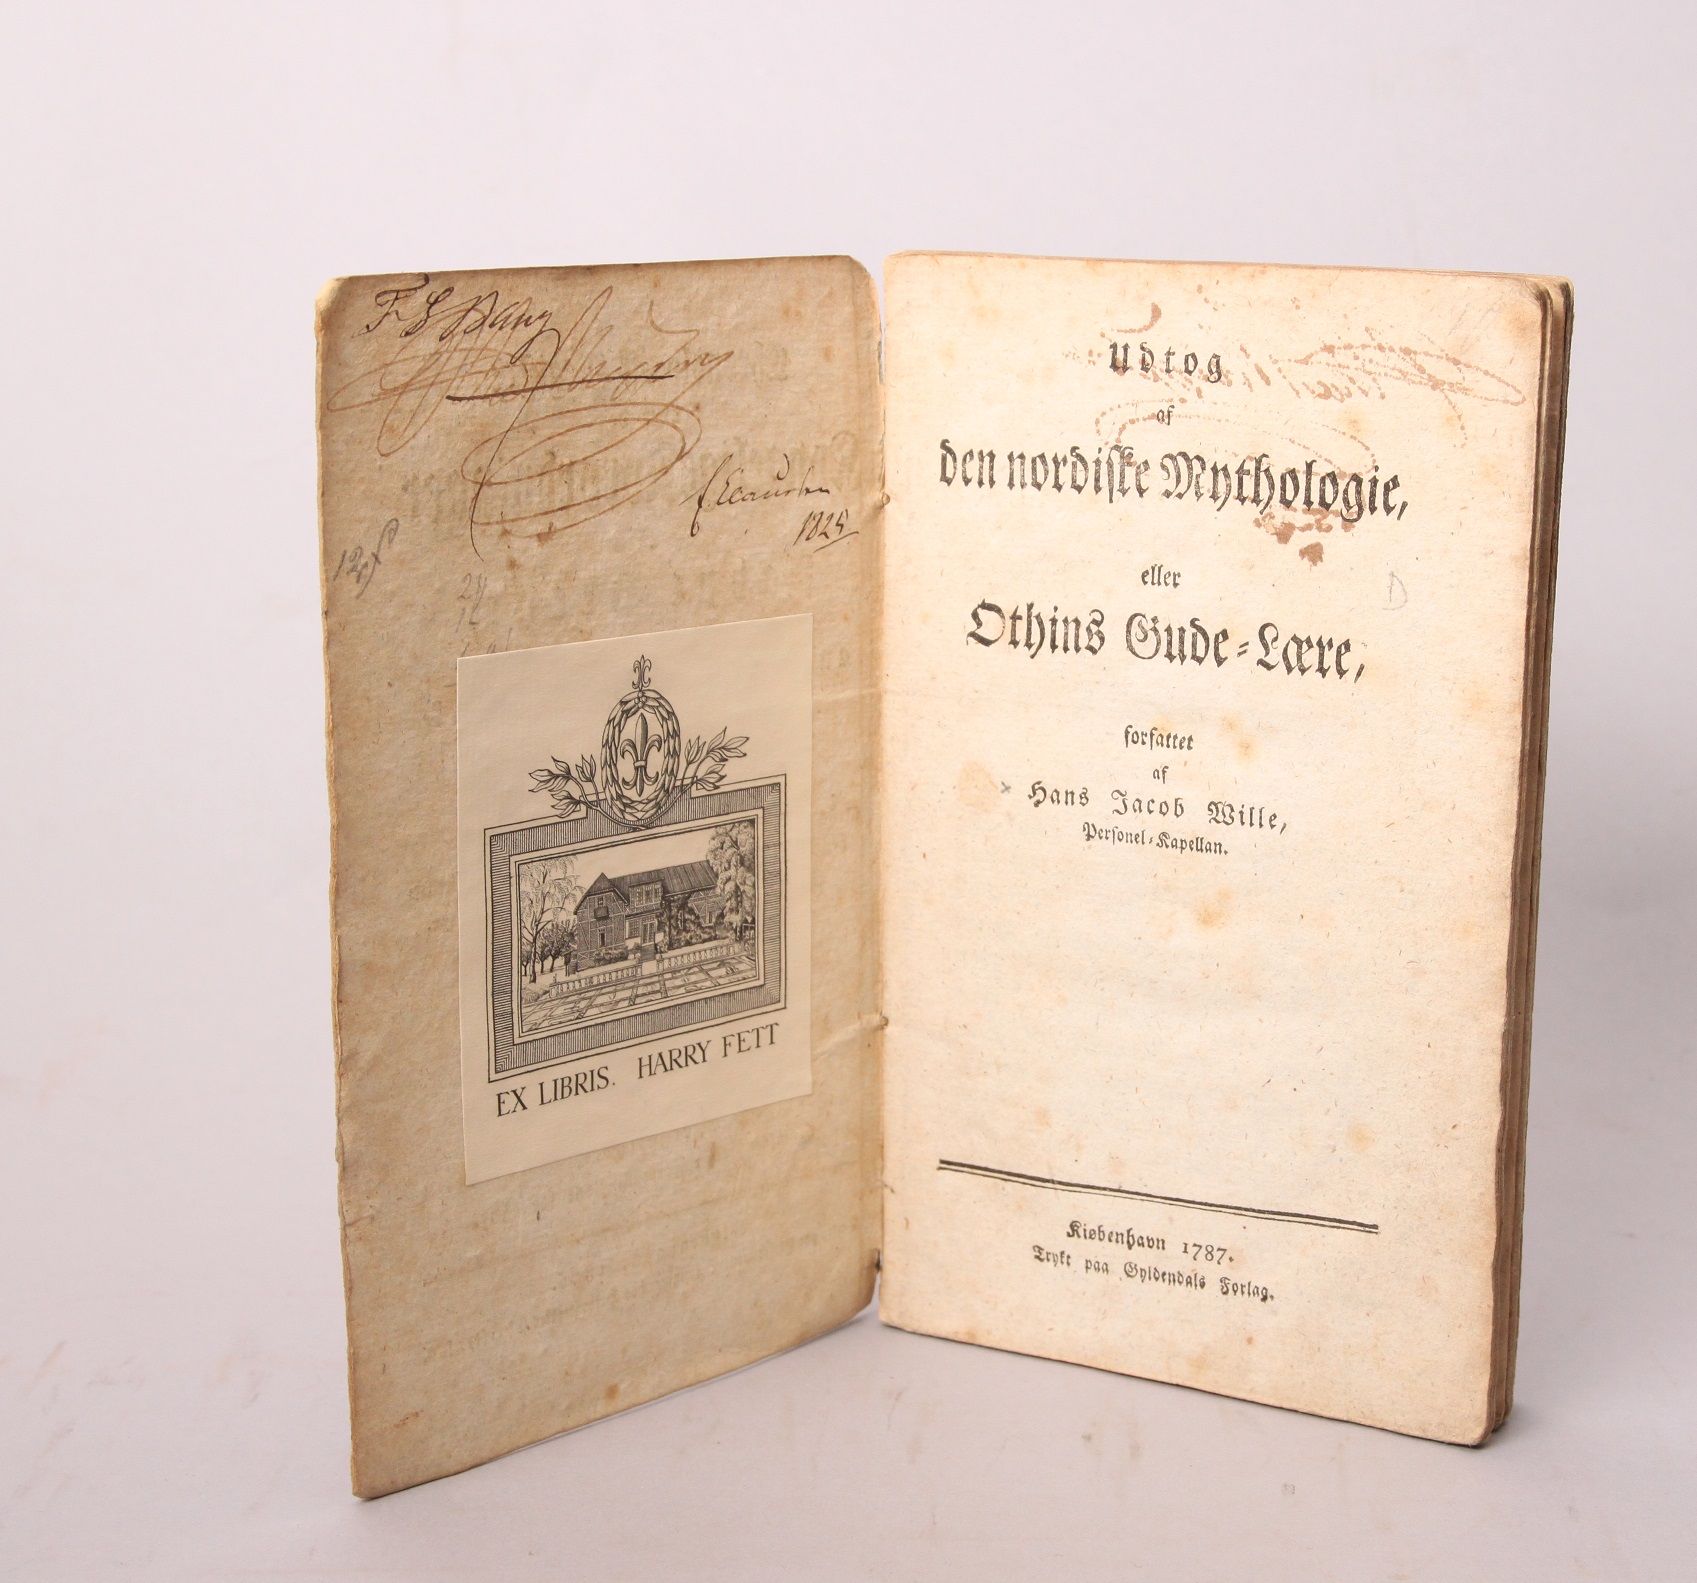 F
EX LIBRIS. HARRY FETT
Udtog
af
den nordiske Mythologie,
eller
Othins Gude-Lære,
forfattet
af
Hans Jacob Wille,
Personel-Kapellan.
D
Kiøbenhavn 1787.
Trykt paa Gyldendals Forlag.